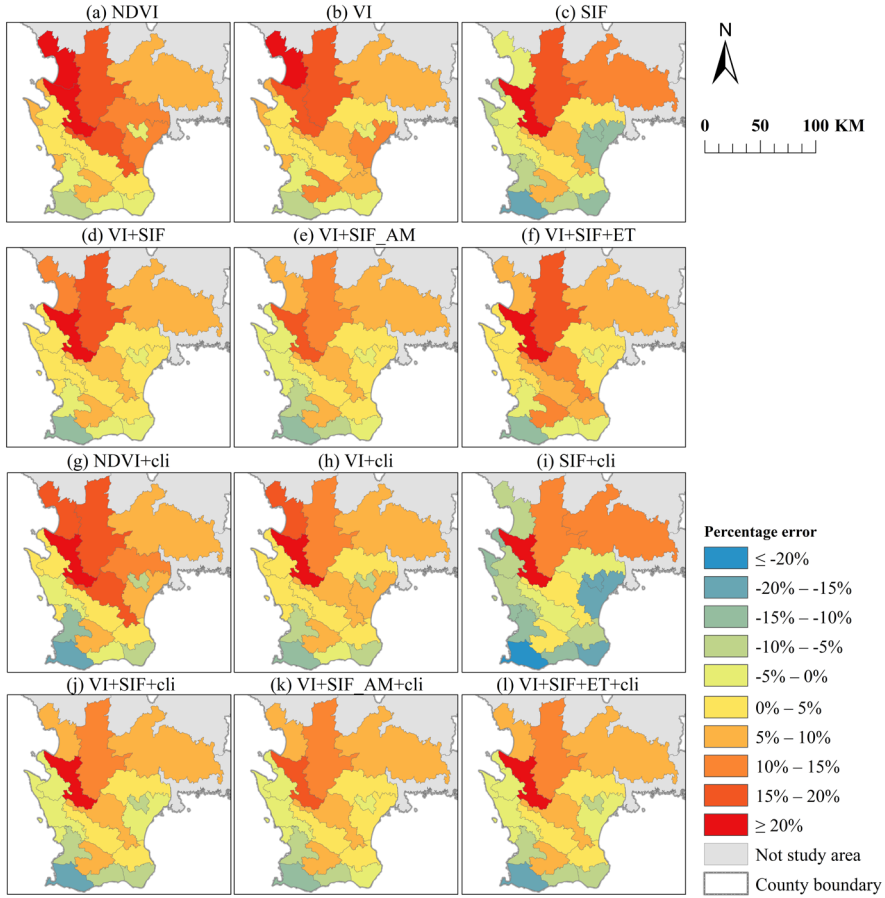 (a) NDVI
(b) VI
(c) SIF
N
0 50 100 KM
(d) VI+SIF
(e) VI+SIF_AM
(f) VI+SIF+ET
(g) NDVI+cli
(h) VI+cli
(i) SIF+cli
Percentage error
≤ -20%
-20% – -15%
-15% – -10%
-10% – -5%
-5% – 0%
0% – 5%
5% – 10%
10% – 15%
15% – 20%
≥ 20%
Not study area
County boundary
(j) VI+SIF+cli
(k) VI+SIF_AM+cli
(l) VI+SIF+ET+cli